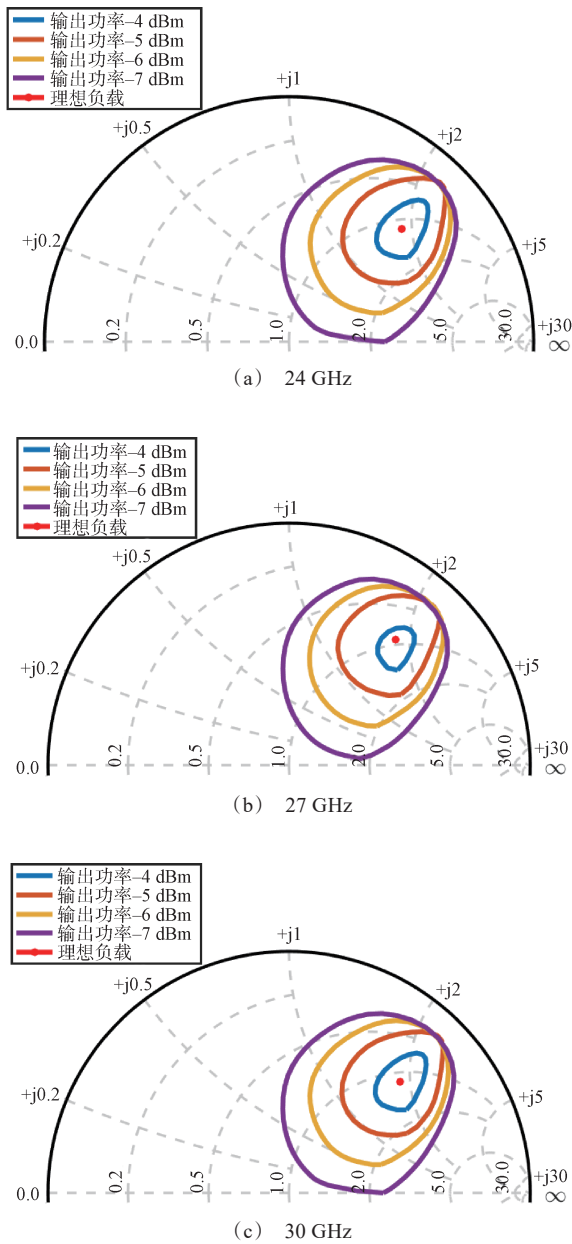 输出功率–4 dBm
输出功率–5 dBm
输出功率–6 dBm
输出功率–7 dBm
理想负载
+j1
+j0.5
+j2
+j0.2
+j5
0.0
0.2
0.5
1.0
2.0
5.0
30.0
+j30
∞
(a) 24 GHz
输出功率–4 dBm
输出功率–5 dBm
输出功率–6 dBm
输出功率–7 dBm
理想负载
+j1
+j0.5
+j2
+j0.2
+j5
0.0
0.2
0.5
1.0
2.0
5.0
30.0
+j30
∞
(b) 27 GHz
输出功率–4 dBm
输出功率–5 dBm
输出功率–6 dBm
输出功率–7 dBm
理想负载
+j1
+j0.5
+j2
+j0.2
+j5
0.0
0.2
0.5
1.0
2.0
5.0
30.0
+j30
∞
(c) 30 GHz